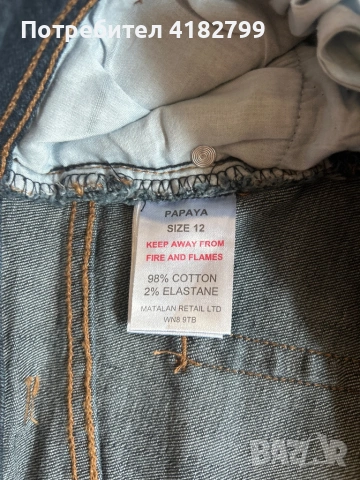 Потребител 4182799
PAPAYA
SIZE 12
KEEP AWAY FROM
FIRE AND FLAMES
98% COTTON
2% ELASTANE
MATALAN RETAIL LTD
WN8 9TB
BAZAR